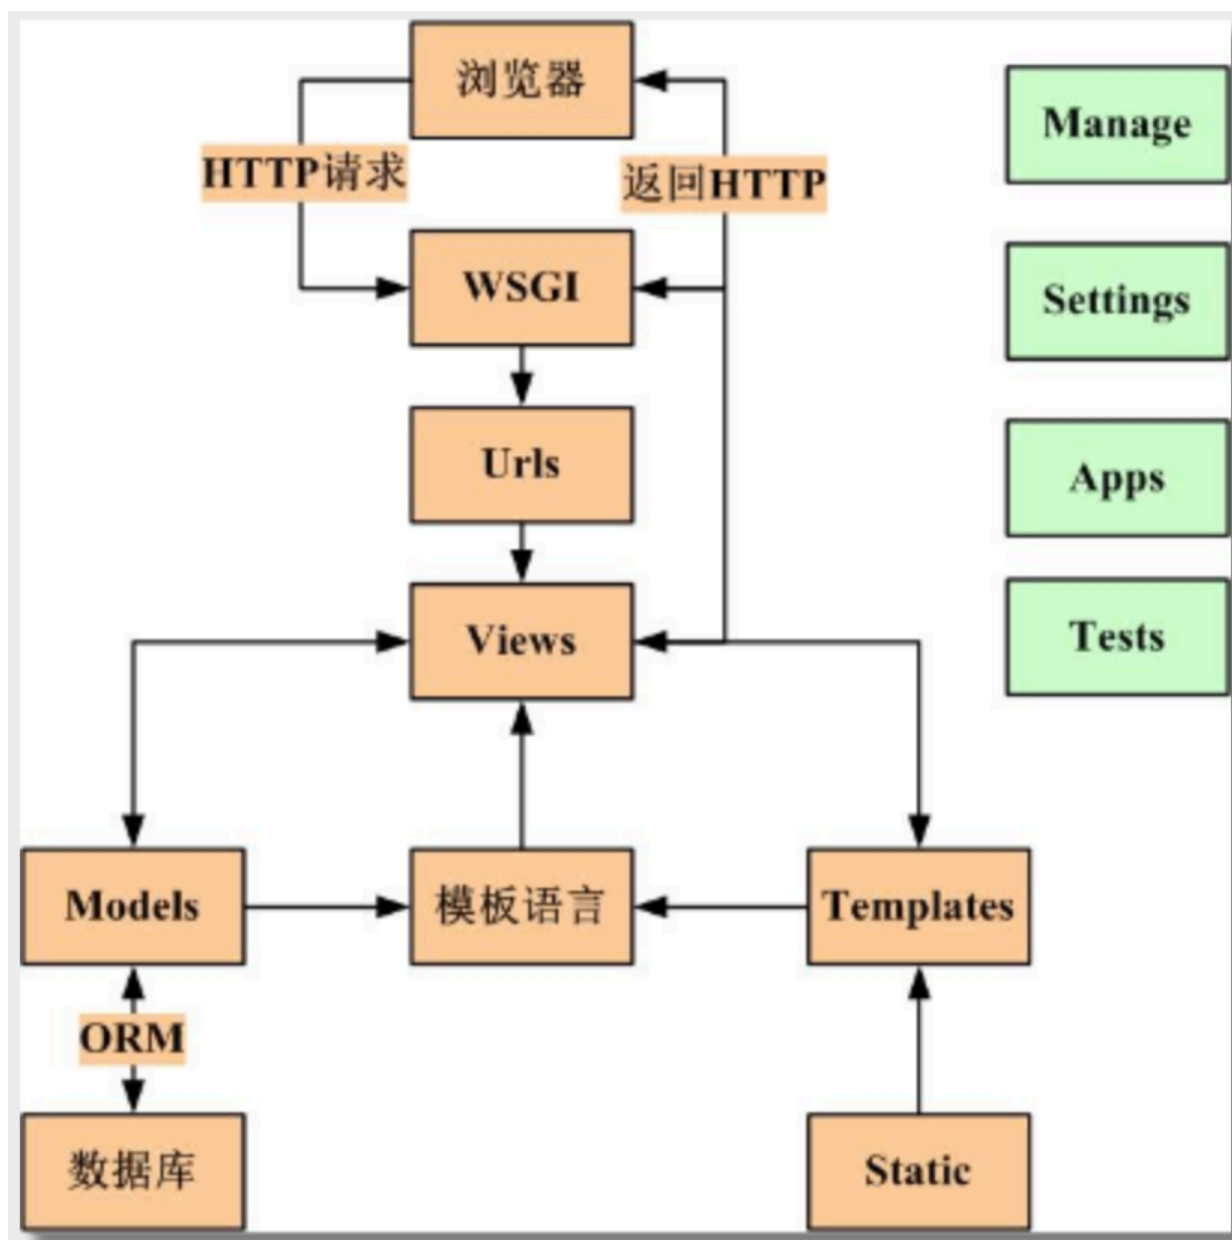 浏览器
Manage
HTTP请求
返回HTTP
WSGI
Settings
Urls
Apps
Views
Tests
Models
模板语言
Templates
ORM
数据库
Static